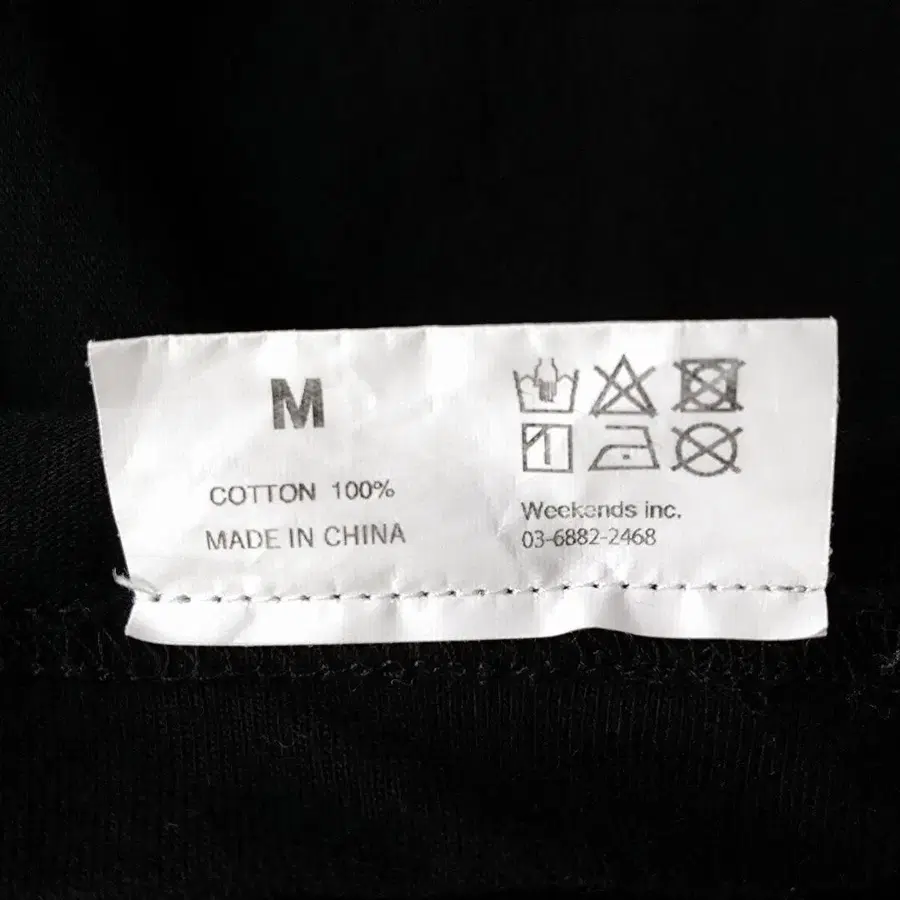 M
COTTON 100%
MADE IN CHINA
Weekends inc.
03-6882-2468